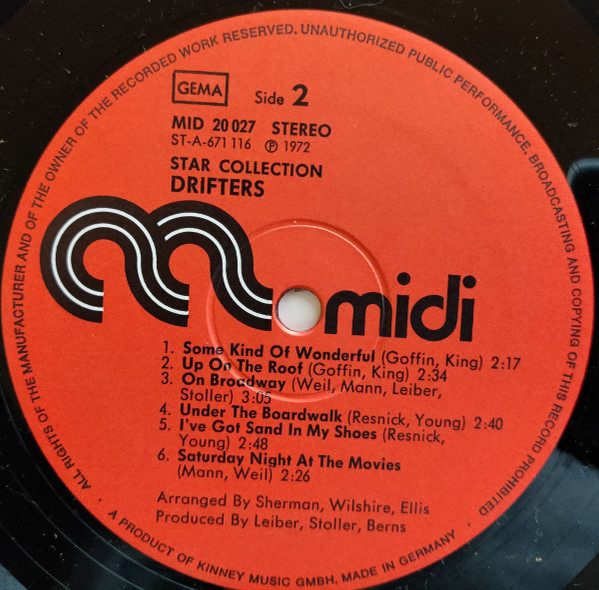 ALL RIGHTS OF THE MANUFACTURER AND OF THE OWNER OF THE RECORDED WORK RESERVED. UNAUTHORIZED PUBLIC PERFORMANCE, BROADCASTING AND COPYING OF THIS RECORD PROHIBITED
GEMA
Side 2
MID 20 027 STEREO
ST-A-671 116 ℗ 1972
STAR COLLECTION
DRIFTERS
midi
1. Some Kind Of Wonderful (Goffin, King) 2:17
2. Up On The Roof (Goffin, King) 2:34
3. On Broadway (Weil, Mann, Leiber,
Stoller) 3:05
4. Under The Boardwalk (Resnick, Young) 2:40
5. I've Got Sand In My Shoes (Resnick,
Young) 2:48
6. Saturday Night At The Movies
(Mann, Weil) 2:26
Arranged By Sherman, Wilshire, Ellis
Produced By Leiber, Stoller, Berns
· A PRODUCT OF KINNEY MUSIC GMBH. MADE IN GERMANY ·